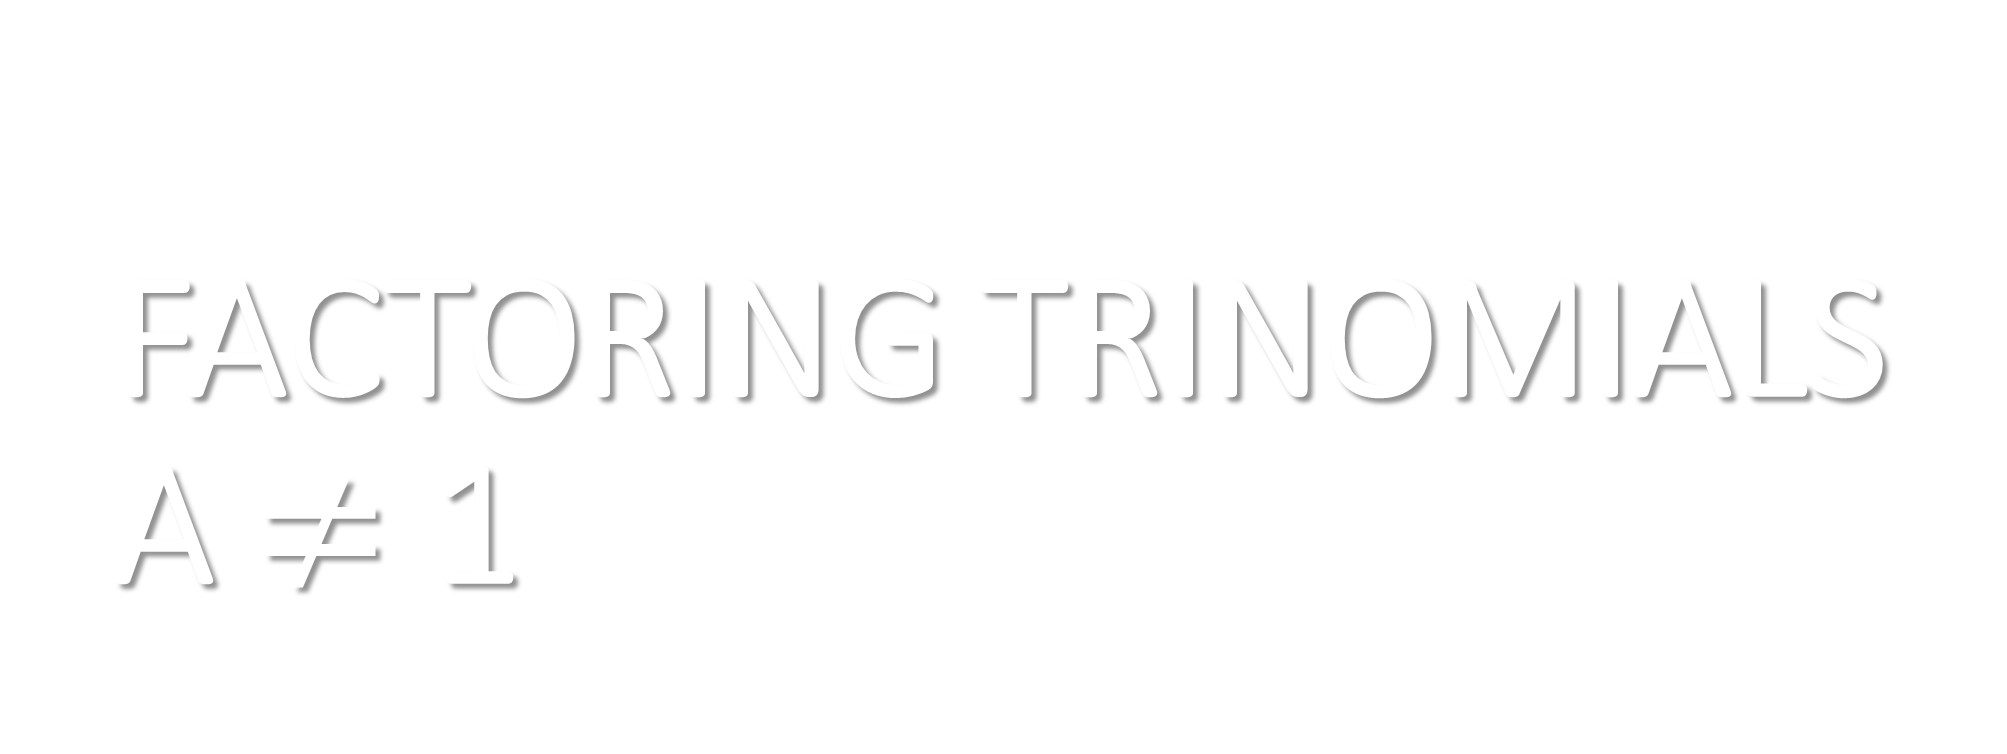 FACTORING TRINOMIALS
A ≠ 1